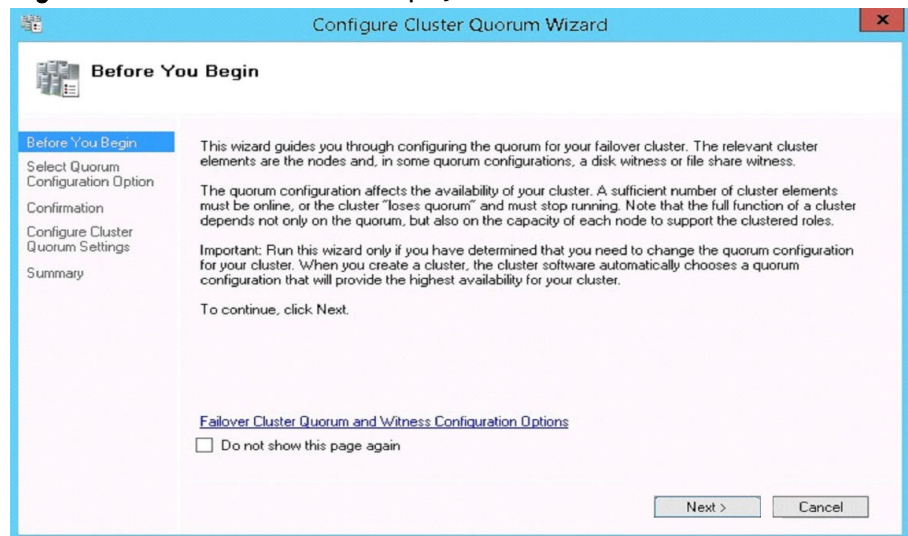 Configure Cluster Quorum Wizard
Before You Begin
Before You Begin
Select Quorum
Configuration Option
Confirmation
Configure Cluster
Quorum Settings
Summary
This wizard guides you through configuring the quorum for your failover cluster. The relevant cluster
elements are the nodes and, in some quorum configurations, a disk witness or file share witness.
The quorum configuration affects the availability of your cluster. A sufficient number of cluster elements
must be online, or the cluster "loses quorum" and must stop running. Note that the full function of a cluster
depends not only on the quorum, but also on the capacity of each node to support the clustered roles.
Important: Run this wizard only if you have determined that you need to change the quorum configuration
for your cluster. When you create a cluster, the cluster software automatically chooses a quorum
configuration that will provide the highest availability for your cluster.
To continue, click Next.
Failover Cluster Quorum and Witness Configuration Options
Do not show this page again
Next >
Cancel